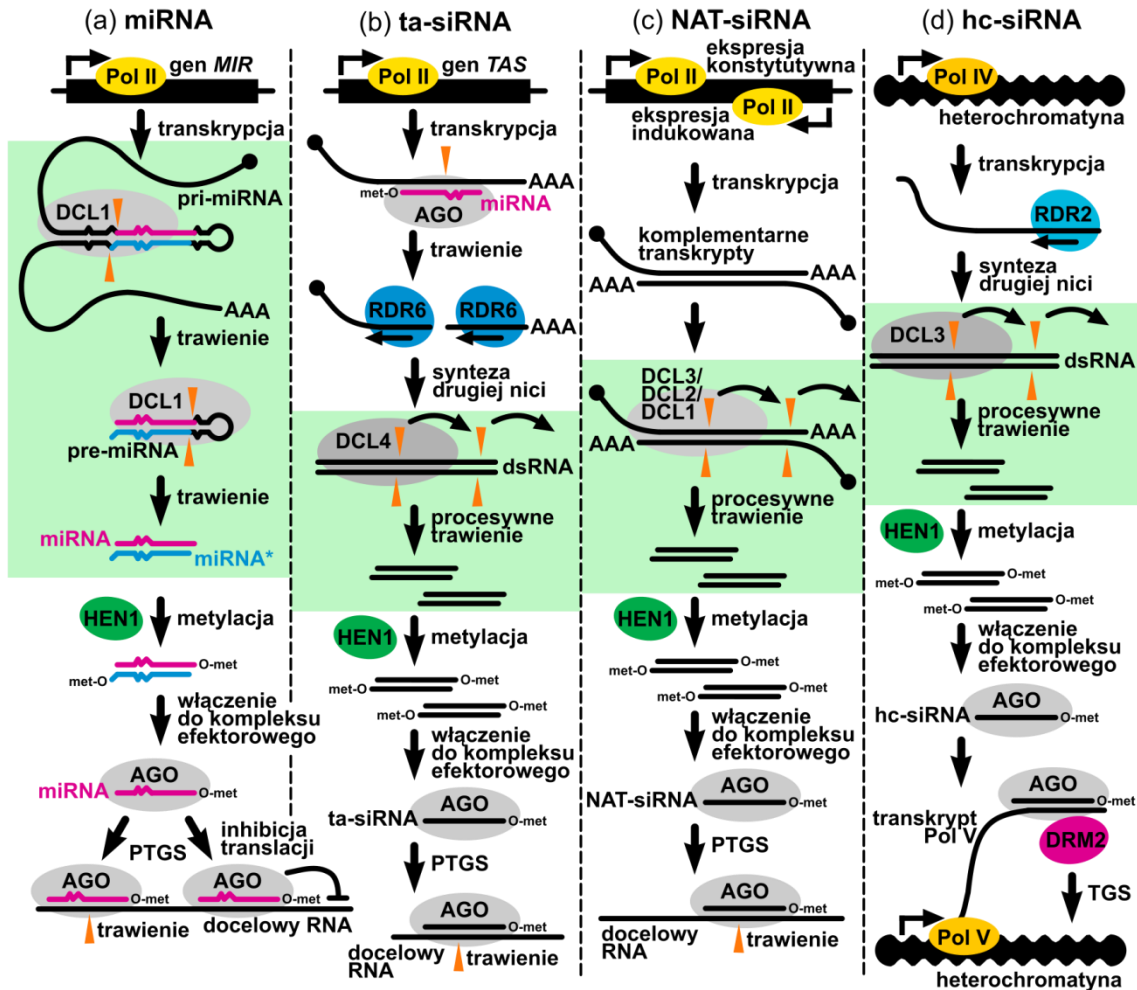 (a) miRNA
Pol II
gen MIR
transkrypcja
pri-miRNA
DCL1
AAA
trawienie
DCL1
pre-miRNA
trawienie
miRNA
miRNA*
HEN1
metylacja
O-met
met-O
włączenie
do kompleksu
efektorowego
AGO
miRNA
O-met
PTGS
inhibicja
translacji
AGO
O-met
AGO
O-met
trawienie
docelowy RNA
(b) ta-siRNA
Pol II
gen TAS
transkrypcja
AAA
met-O
miRNA
AGO
trawienie
RDR6
RDR6
AAA
synteza
drugiej nici
DCL4
dsRNA
procesywne
trawienie
HEN1
metylacja
O-met
met-O
O-met
met-O
włączenie
do kompleksu
efektorowego
AGO
ta-siRNA
O-met
PTGS
AGO
O-met
docelowy
RNA
trawienie
(c) NAT-siRNA
ekspresja
konstytutywna
Pol II
Pol II
ekspresja
indukowana
transkrypcja
komplementarne
transkrypty
AAA
AAA
DCL3/
DCL2/
DCL1
AAA
AAA
procesywne
trawienie
HEN1
metylacja
O-met
met-O
O-met
met-O
włączenie
do kompleksu
efektorowego
AGO
NAT-siRNA
O-met
PTGS
AGO
O-met
docelowy
RNA
trawienie
(d) hc-siRNA
Pol IV
heterochromatyna
transkrypcja
RDR2
synteza
drugiej nici
DCL3
dsRNA
procesywne
trawienie
HEN1
metylacja
O-met
met-O
O-met
met-O
włączenie
do kompleksu
efektorowego
AGO
hc-siRNA
O-met
AGO
O-met
transkrypt
Pol V
DRM2
TGS
Pol V
heterochromatyna